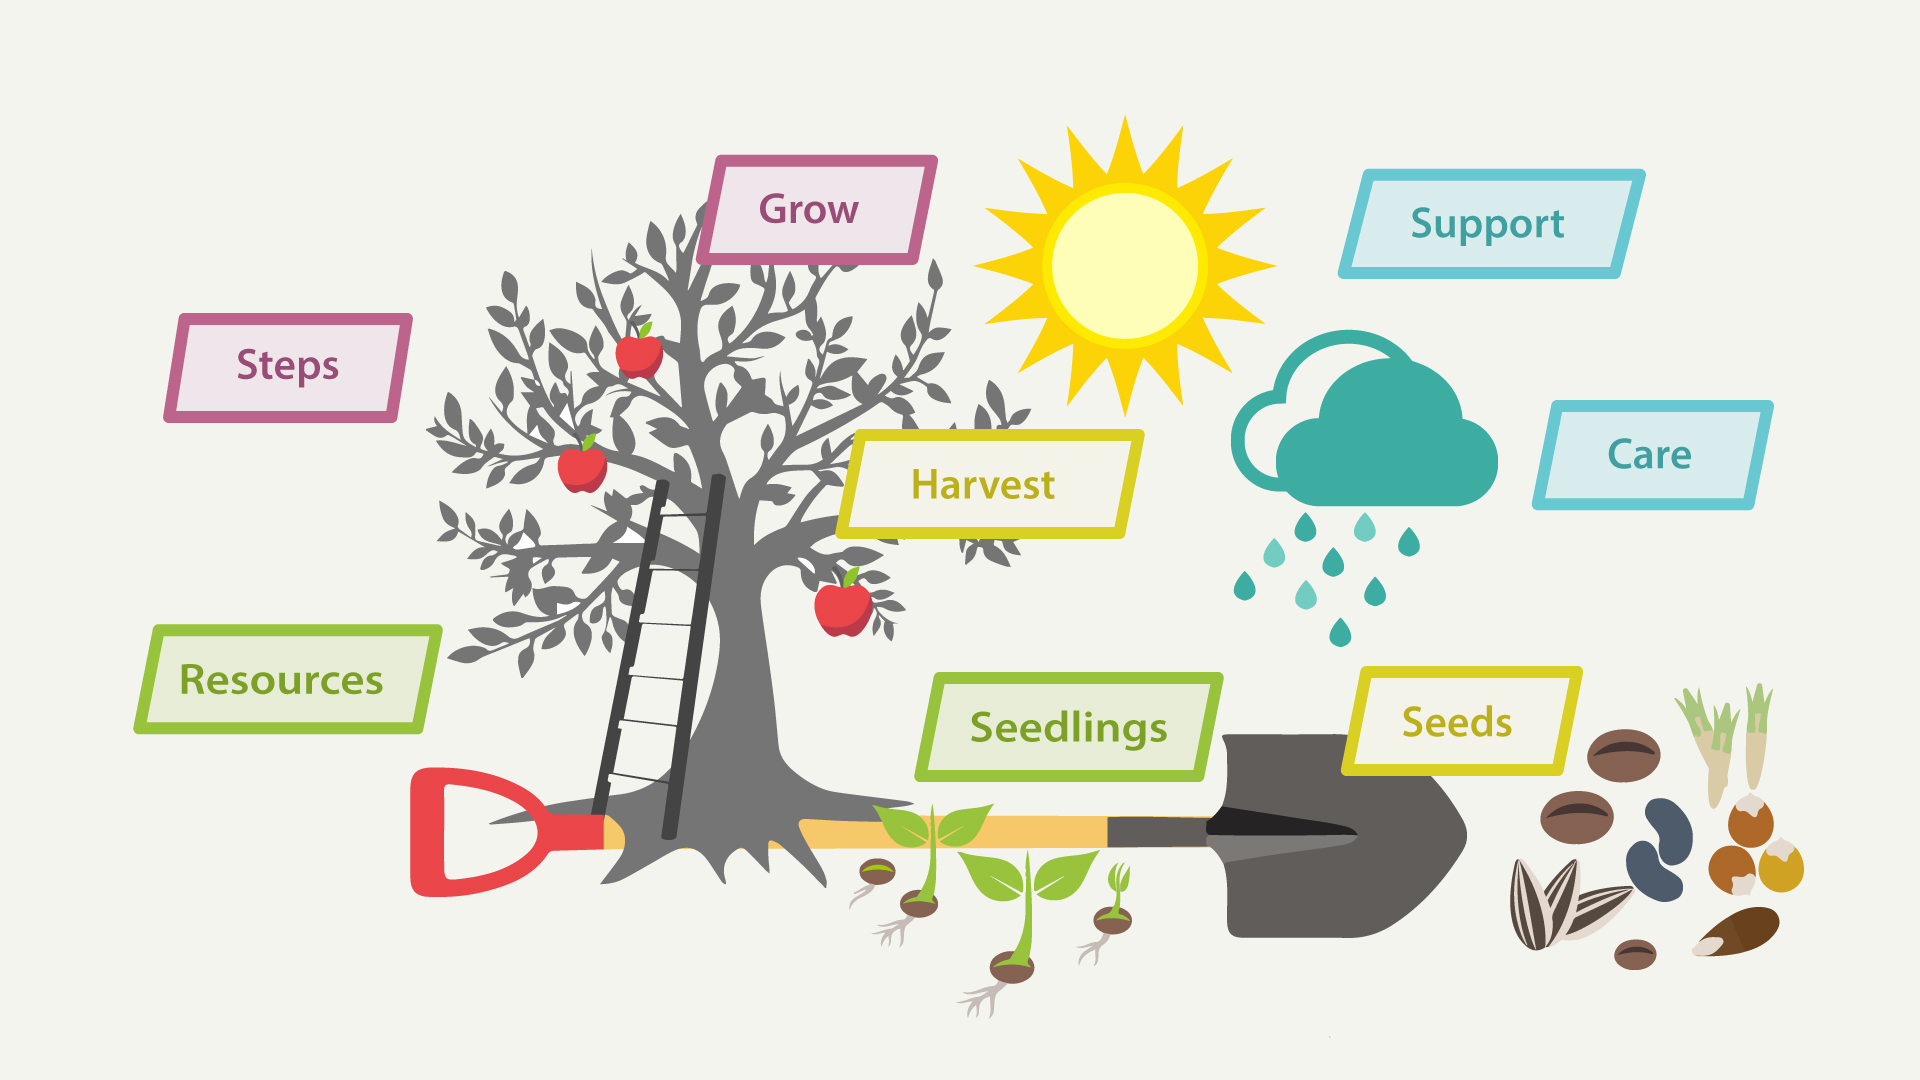 Grow
Support
Steps
Care
Harvest
Resources
Seedlings
Seeds